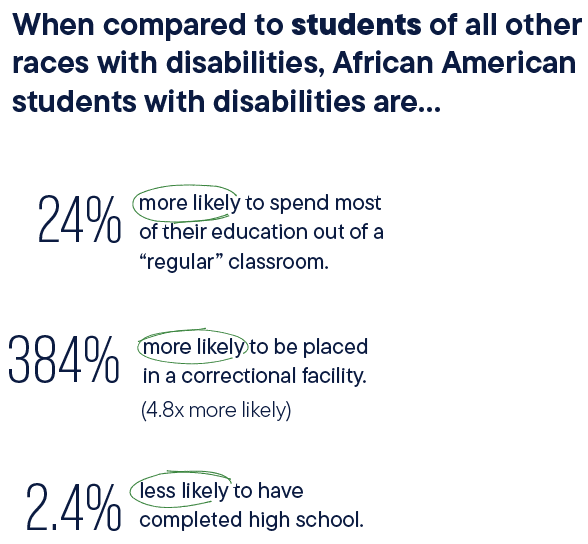 When compared to students of all other
races with disabilities, African American
students with disabilities are...
24%
more likely to spend most
of their education out of a
“regular” classroom.
384%
more likely to be placed
in a correctional facility.
(4.8x more likely)
2.4%
less likely to have
completed high school.